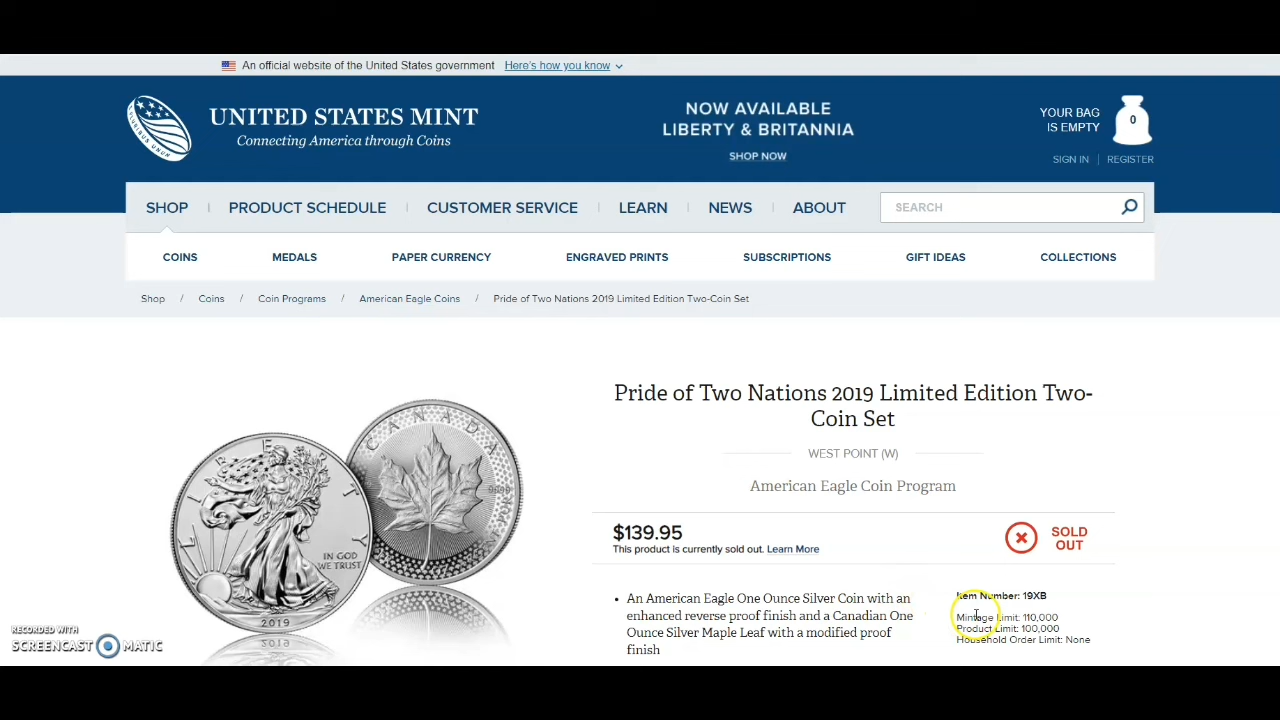 An official website of the United States government Here's how you know
UNITED STATES MINT
Connecting America through Coins
NOW AVAILABLE
LIBERTY & BRITANNIA
SHOP NOW
YOUR BAG
IS EMPTY
0
SIGN IN | REGISTER
SHOP | PRODUCT SCHEDULE | CUSTOMER SERVICE | LEARN | NEWS | ABOUT
SEARCH
COINS MEDALS PAPER CURRENCY ENGRAVED PRINTS SUBSCRIPTIONS GIFT IDEAS COLLECTIONS
Shop / Coins / Coin Programs / American Eagle Coins / Pride of Two Nations 2019 Limited Edition Two-Coin Set
LIBERTY
IN GOD
WE TRUST
2019
CANADA
9999
Pride of Two Nations 2019 Limited Edition Two-
Coin Set
WEST POINT (W)
American Eagle Coin Program
$139.95
This product is currently sold out. Learn More
SOLD
OUT
• An American Eagle One Ounce Silver Coin with an
enhanced reverse proof finish and a Canadian One
Ounce Silver Maple Leaf with a modified proof
finish
Item Number: 19XB
Mintage Limit: 110,000
Product Limit: 100,000
Household Order Limit: None
RECORDED WITH
SCREENCAST MATIC